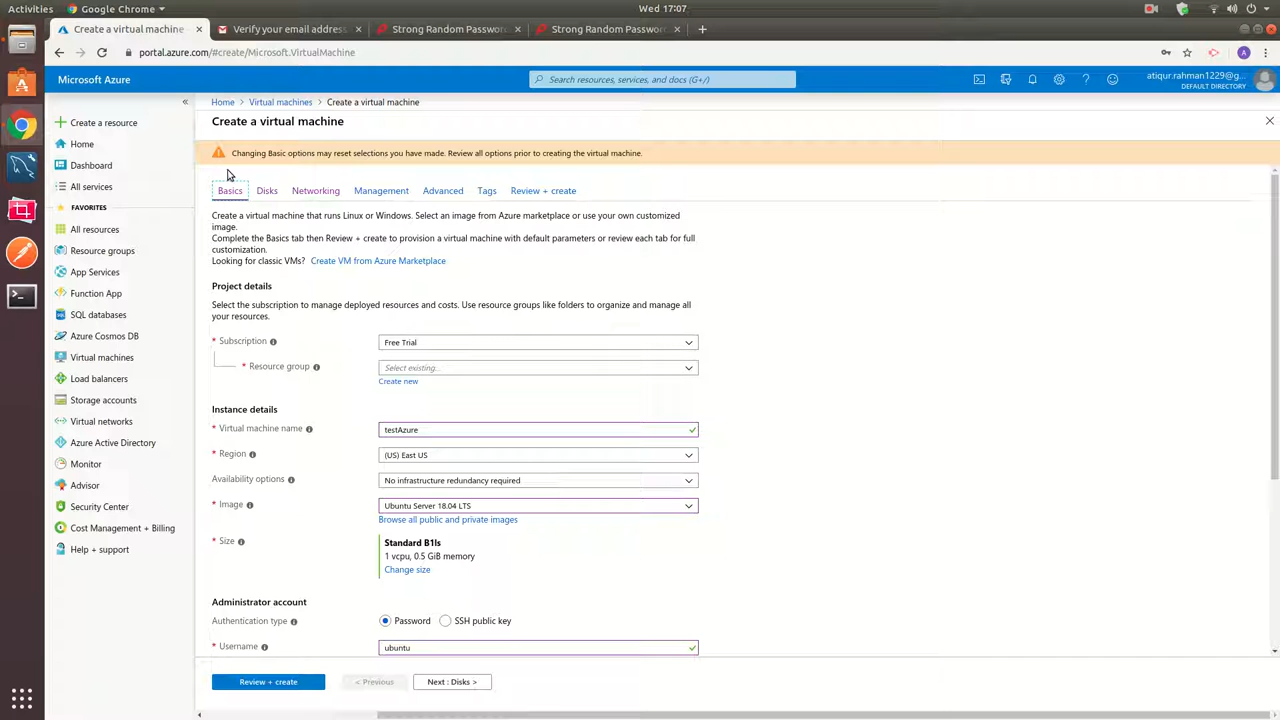 Activities
Google Chrome
Wed 17:07
Create a virtual machine
Verify your email address
Strong Random Password
Strong Random Password
portal.azure.com/#create/Microsoft.VirtualMachine
A
Microsoft Azure
Search resources, services, and docs (G+/)
atiqur.rahman1229@g...
DEFAULT DIRECTORY
Create a resource
Home
Dashboard
All services
FAVORITES
All resources
Resource groups
App Services
Function App
SQL databases
Azure Cosmos DB
Virtual machines
Load balancers
Storage accounts
Virtual networks
Azure Active Directory
Monitor
Advisor
Security Center
Cost Management + Billing
Help + support
Home > Virtual machines > Create a virtual machine
Create a virtual machine
Changing Basic options may reset selections you have made. Review all options prior to creating the virtual machine.
Basics Disks Networking Management Advanced Tags Review + create
Create a virtual machine that runs Linux or Windows. Select an image from Azure marketplace or use your own customized
image.
Complete the Basics tab then Review + create to provision a virtual machine with default parameters or review each tab for full
customization.
Looking for classic VMs? Create VM from Azure Marketplace
Project details
Select the subscription to manage deployed resources and costs. Use resource groups like folders to organize and manage all
your resources.
* Subscription
Free Trial
* Resource group
Select existing...
Create new
Instance details
* Virtual machine name
testAzure
* Region
(US) East US
Availability options
No infrastructure redundancy required
* Image
Ubuntu Server 18.04 LTS
Browse all public and private images
* Size
Standard B1ls
1 vcpu, 0.5 GiB memory
Change size
Administrator account
Authentication type
Password SSH public key
* Username
ubuntu
Review + create
< Previous
Next : Disks >